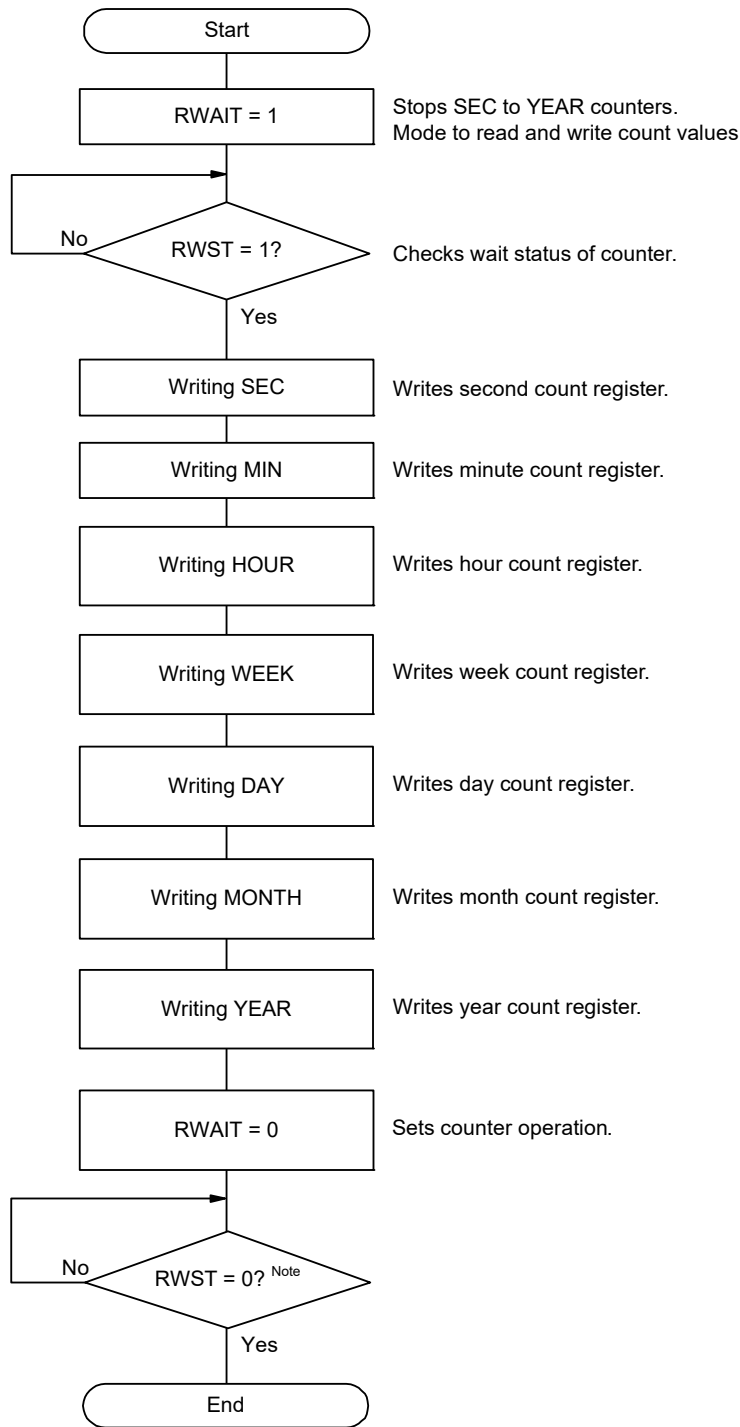 Start
RWAIT = 1
Stops SEC to YEAR counters.
Mode to read and write count values
No
RWST = 1?
Checks wait status of counter.
Yes
Writing SEC
Writes second count register.
Writing MIN
Writes minute count register.
Writing HOUR
Writes hour count register.
Writing WEEK
Writes week count register.
Writing DAY
Writes day count register.
Writing MONTH
Writes month count register.
Writing YEAR
Writes year count register.
RWAIT = 0
Sets counter operation.
No
RWST = 0? Note
Yes
End